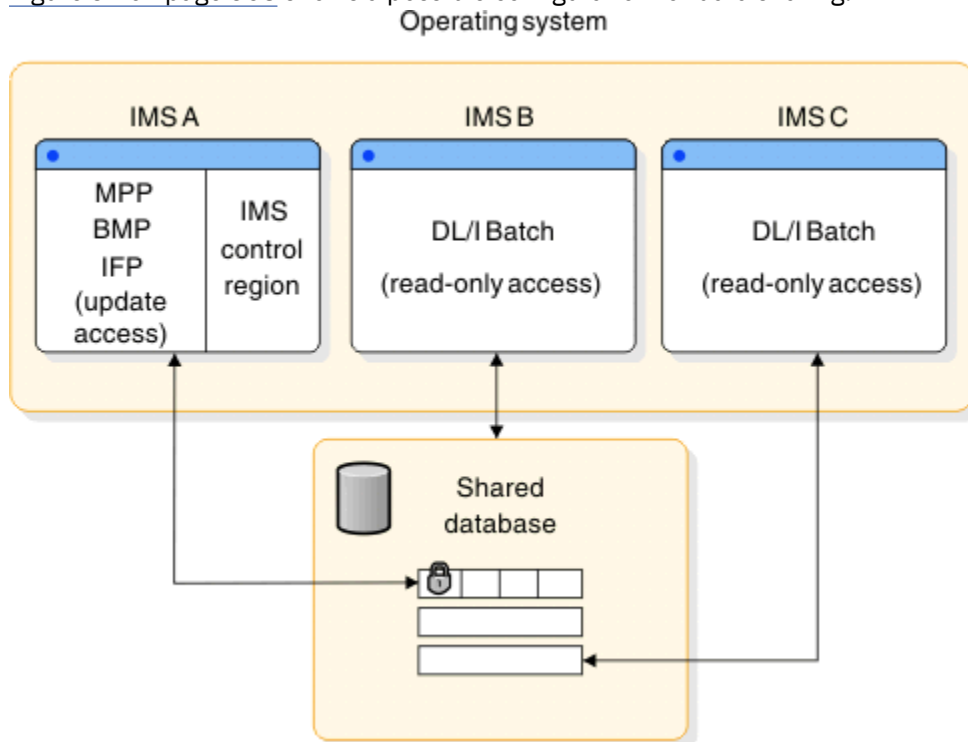 Operating system
IMS A
IMS B
IMS C
MPP
BMP
IFP
(update
access)
IMS
control
region
DL/I Batch
(read-only access)
DL/I Batch
(read-only access)
Shared
database